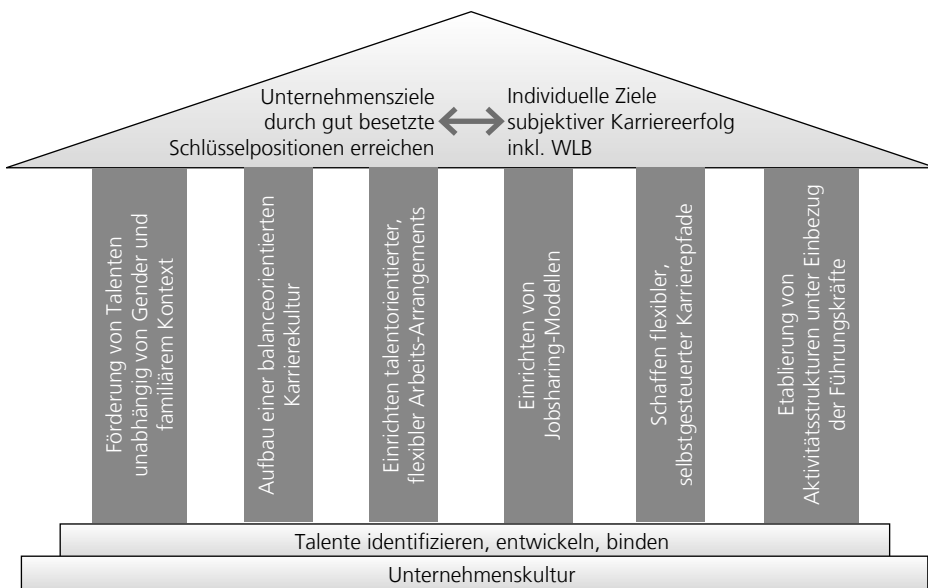 Unternehmensziele
durch gut besetzte
Schlüsselpositionen erreichen
Individuelle Ziele
subjektiver Karriereerfolg
inkl. WLB
Förderung von Talenten
unabhängig von Gender und
familiärem Kontext
Aufbau einer balanceorientierten
Karrierekultur
Einrichten talentorientierter,
flexibler Arbeits-Arrangements
Einrichten von
Jobsharing-Modellen
Schaffen flexibler,
selbstgesteuerter Karrierepfade
Etablierung von
Aktivitätsstrukturen unter Einbezug
der Führungskräfte
Talente identifizieren, entwickeln, binden
Unternehmenskultur